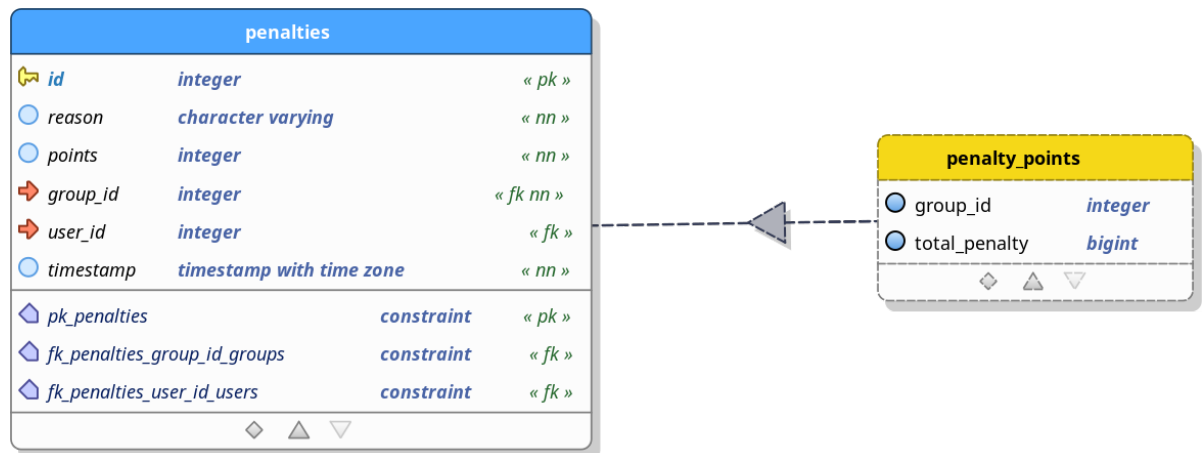 penalties
id integer « pk »
reason character varying « nn »
points integer « nn »
group_id integer « fk nn »
user_id integer « fk »
timestamp timestamp with time zone « nn »
pk_penalties constraint « pk »
fk_penalties_group_id_groups constraint « fk »
fk_penalties_user_id_users constraint « fk »
penalty_points
group_id integer
total_penalty bigint